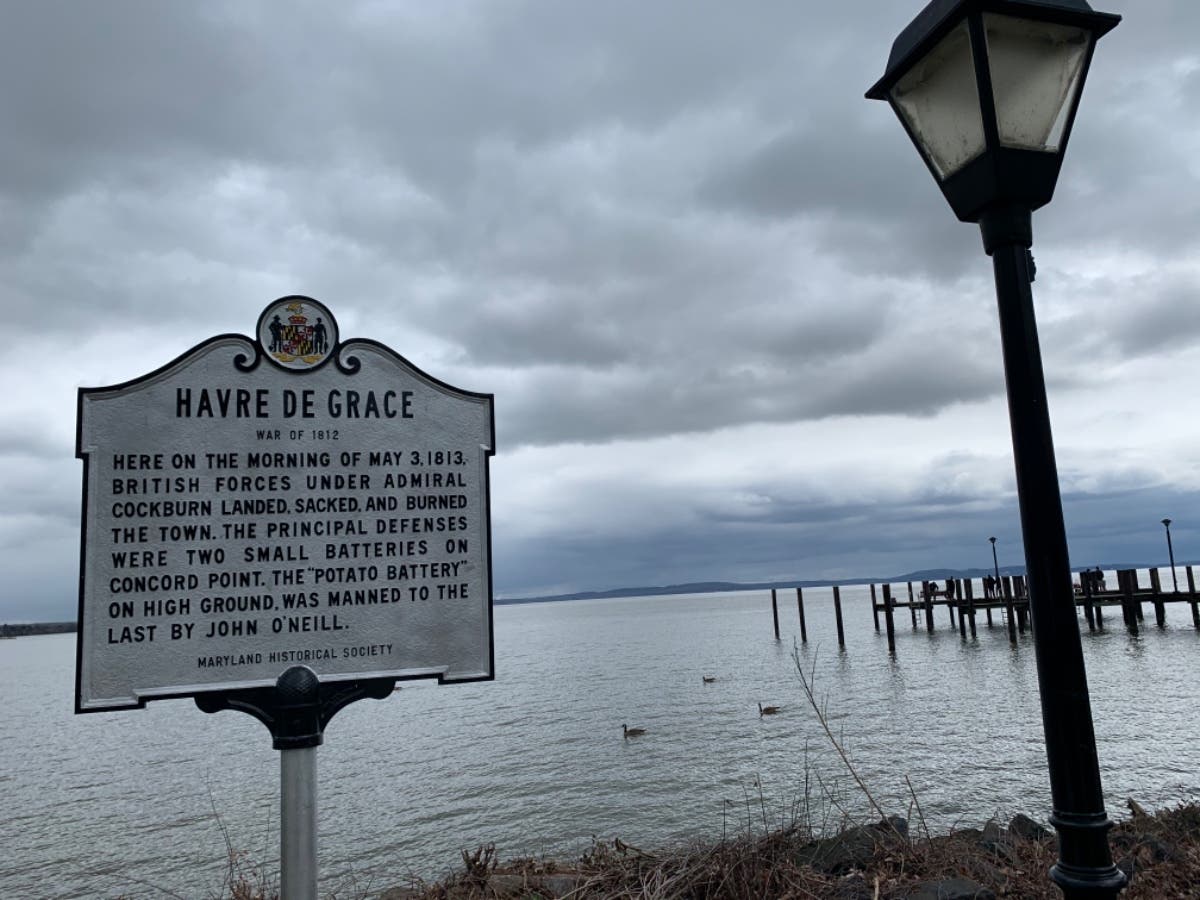 HAVRE DE GRACE
WAR OF 1812
HERE ON THE MORNING OF MAY 3, 1813,
BRITISH FORCES UNDER ADMIRAL
COCKBURN LANDED, SACKED, AND BURNED
THE TOWN. THE PRINCIPAL DEFENSES
WERE TWO SMALL BATTERIES ON
CONCORD POINT. THE "POTATO BATTERY"
ON HIGH GROUND, WAS MANNED TO THE
LAST BY JOHN O'NEILL.
MARYLAND HISTORICAL SOCIETY